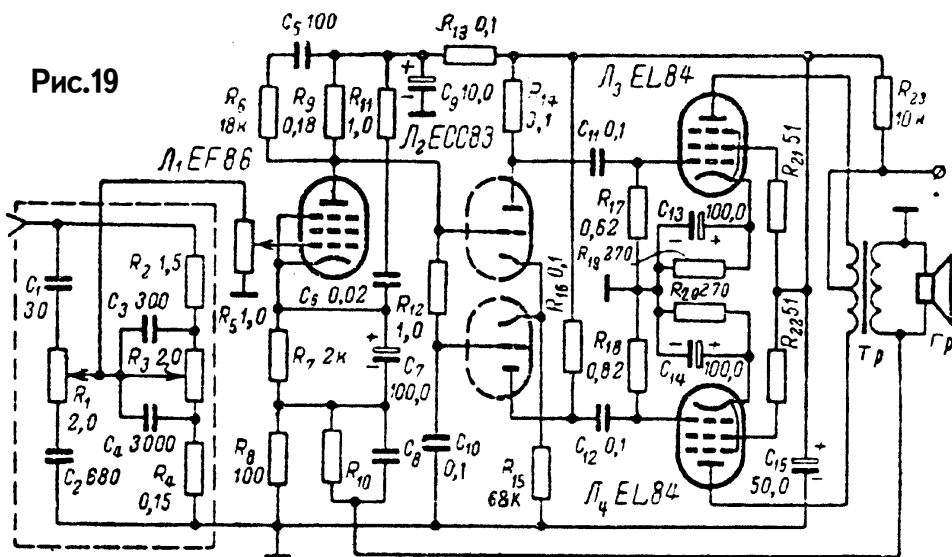 Рис.19
C₅ 100
R₁₃ 0,1
R₆ 18к
R₉ 0,18
R₁₁ 1,0
C₉ 10,0
R₁₄ 0,1
Л₃ EL84
R₂₃ 10к
Л₂ ECC83
Л₁ EF86
C₁₁ 0,1
R₂₁ 51
R₁₇ 0,62
C₁₃ 100,0
R₁₉ 270
R₂₀ 270
C₁ 30
R₂ 1,5
C₃ 300
R₃ 2,0
R₅ 1,0
C₆ 0,02
R₁₂ 1,0
R₁₆ 0,1
R₇ 2к
C₇ 100,0
R₁₈ 0,82
C₁₄ 100,0
R₂₂ 51
Тр
Гр
R₁ 2,0
C₄ 3000
C₂ 680
R₄ 0,15
R₈ 100
R₁₀
C₈
C₁₀ 0,1
R₁₅ 68к
C₁₂ 0,1
Л₄ EL84
C₁₅ 50,0